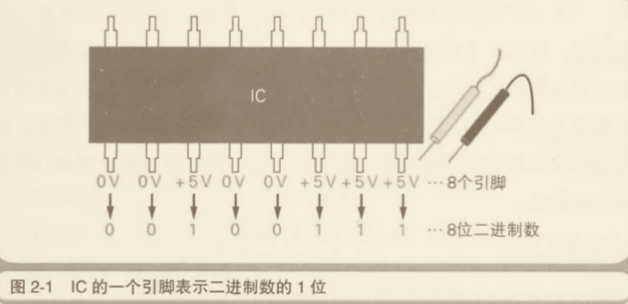 IC
0V 0V +5V 0V 0V +5V +5V +5V …8个引脚
0 0 1 0 0 1 1 1 …8位二进制数
图 2-1 IC 的一个引脚表示二进制数的 1 位